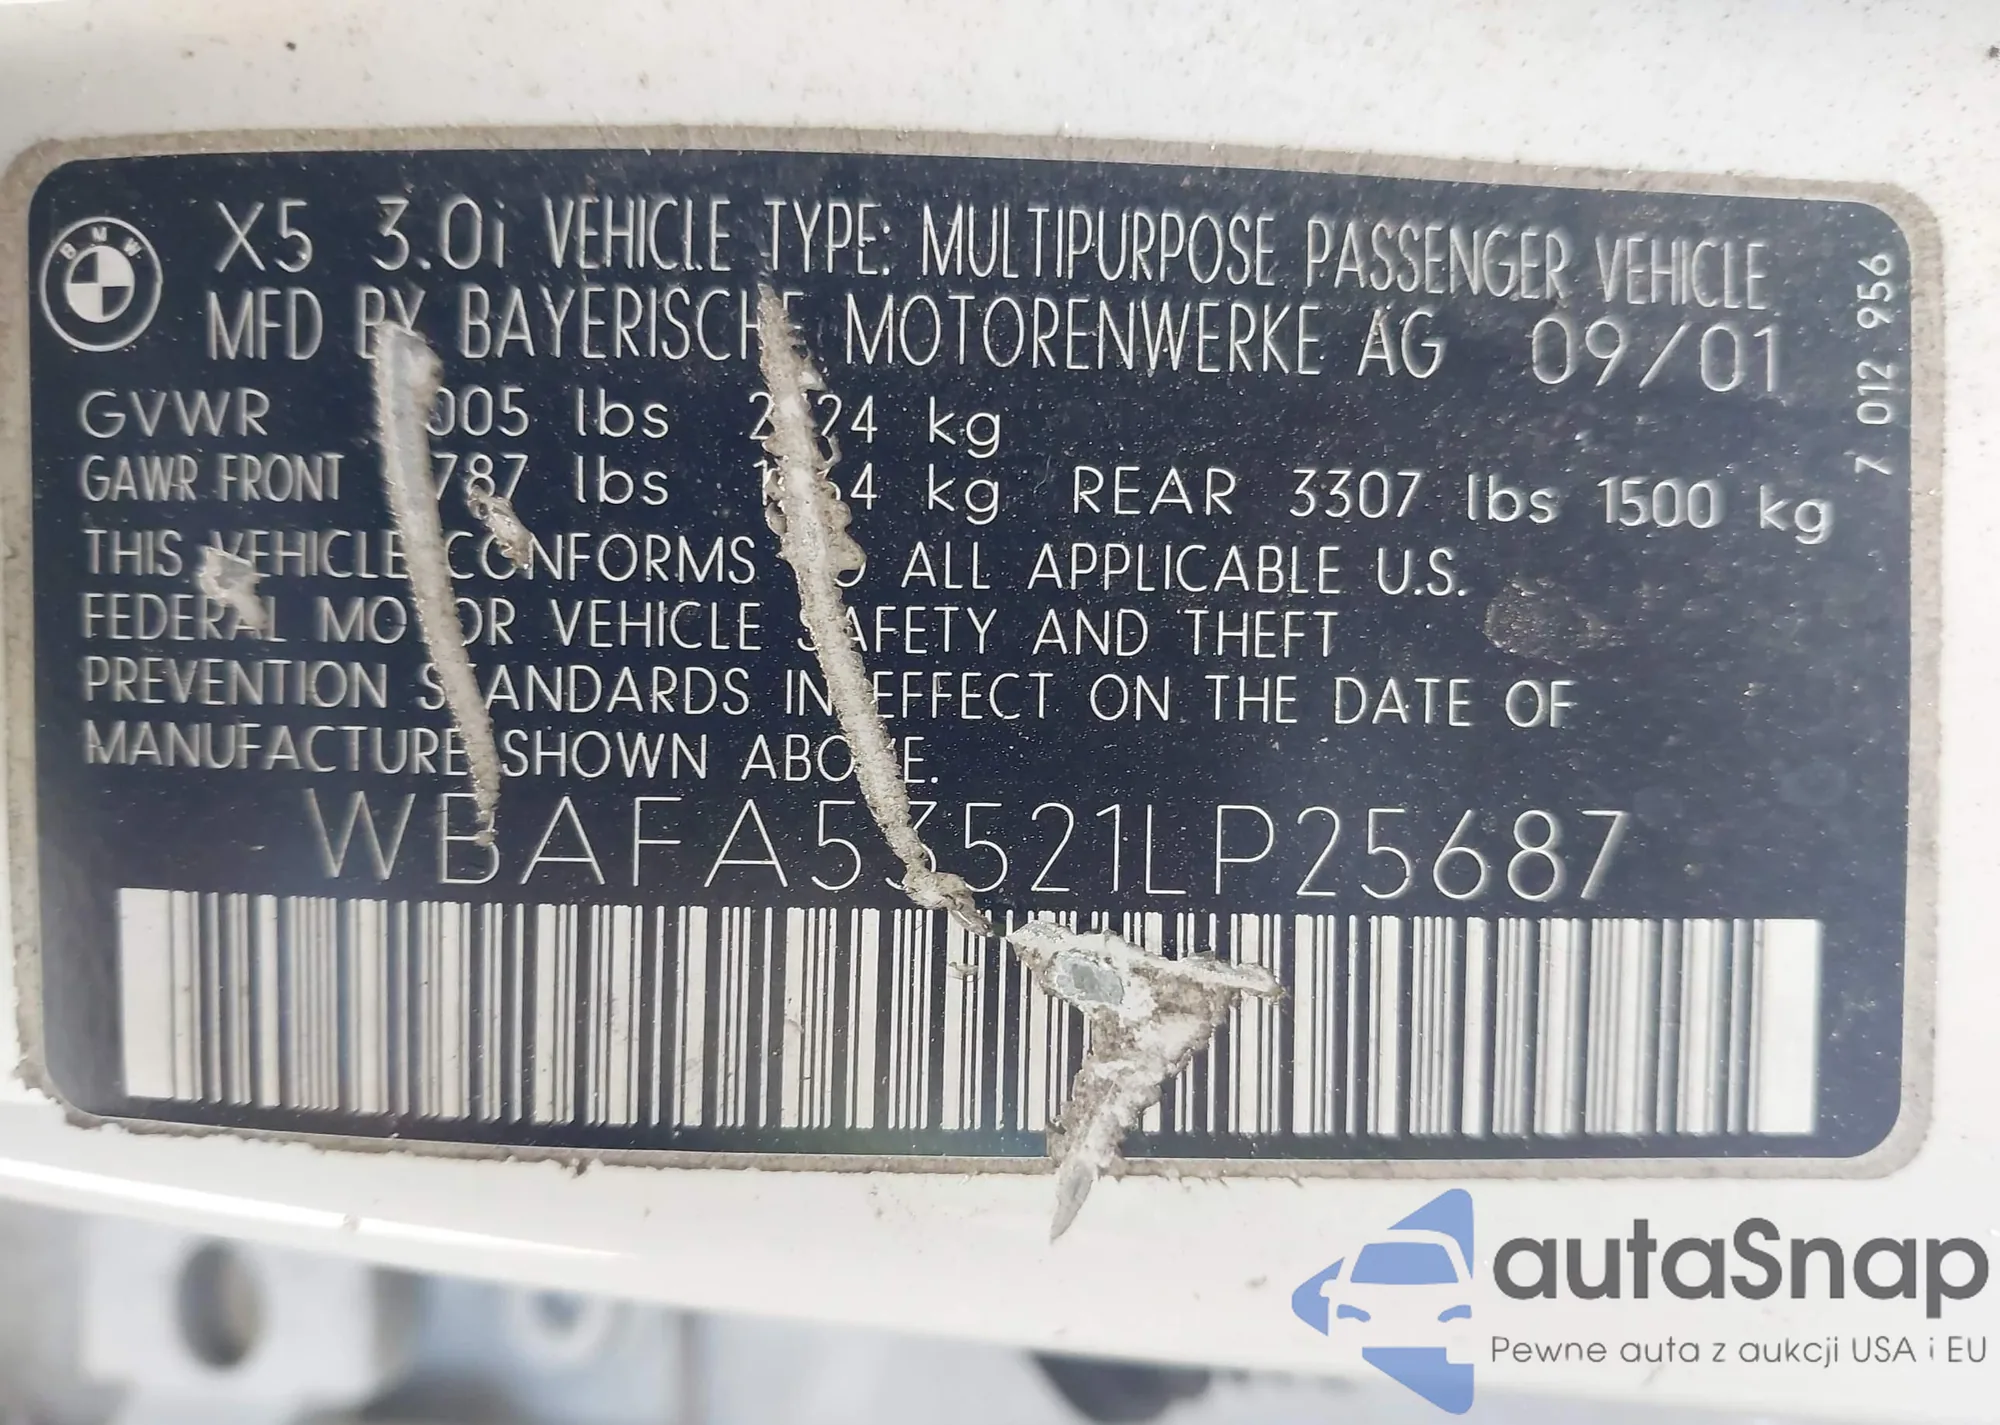 BMW
X5 3.0i VEHICLE TYPE: MULTIPURPOSE PASSENGER VEHICLE
MFD BY BAYERISCHE MOTORENWERKE AG 09/01
GVWR lbs kg
GAWR FRONT lbs kg REAR 3307 lbs 1500 kg
THIS VEHICLE CONFORMS TO ALL APPLICABLE U.S.
FEDERAL MOTOR VEHICLE SAFETY AND THEFT
PREVENTION STANDARDS IN EFFECT ON THE DATE OF
MANUFACTURE SHOWN ABOVE.
WBAFA53521LP25687
7 012 956
autaSnap
Pewne auta z aukcji USA i EU